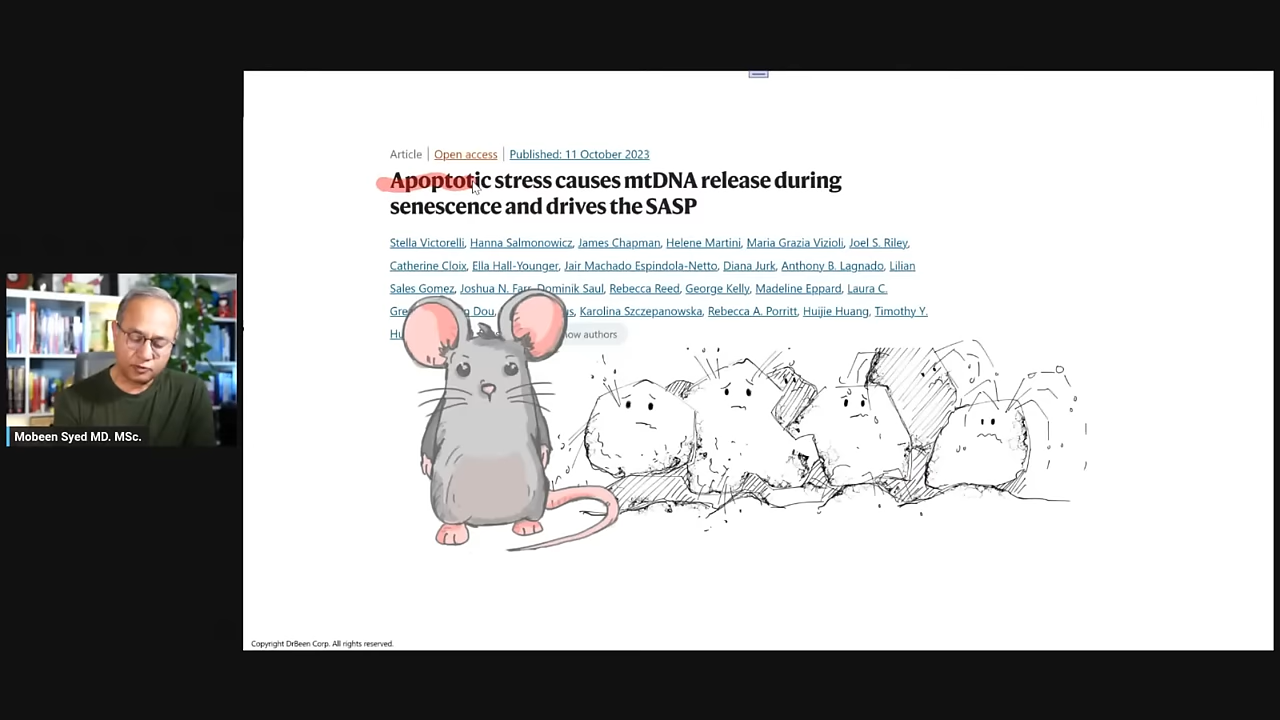 Article | Open access | Published: 11 October 2023
Apoptotic stress causes mtDNA release during
senescence and drives the SASP
Stella Victorelli, Hanna Salmonowicz, James Chapman, Helene Martini, Maria Grazia Vizioli, Joel S. Riley,
Catherine Cloix, Ella Hall-Younger, Jair Machado Espindola-Netto, Diana Jurk, Anthony B. Lagnado, Lilian
Sales Gomez, Joshua N. Farr, Dominik Saul, Rebecca Reed, George Kelly, Madeline Eppard, Laura C.
Dou, Karolina Szczepanowska, Rebecca A. Porritt, Huijie Huang, Timothy Y.
authors
Mobeen Syed MD. MSc.
Copyright DrBeen Corp. All rights reserved.